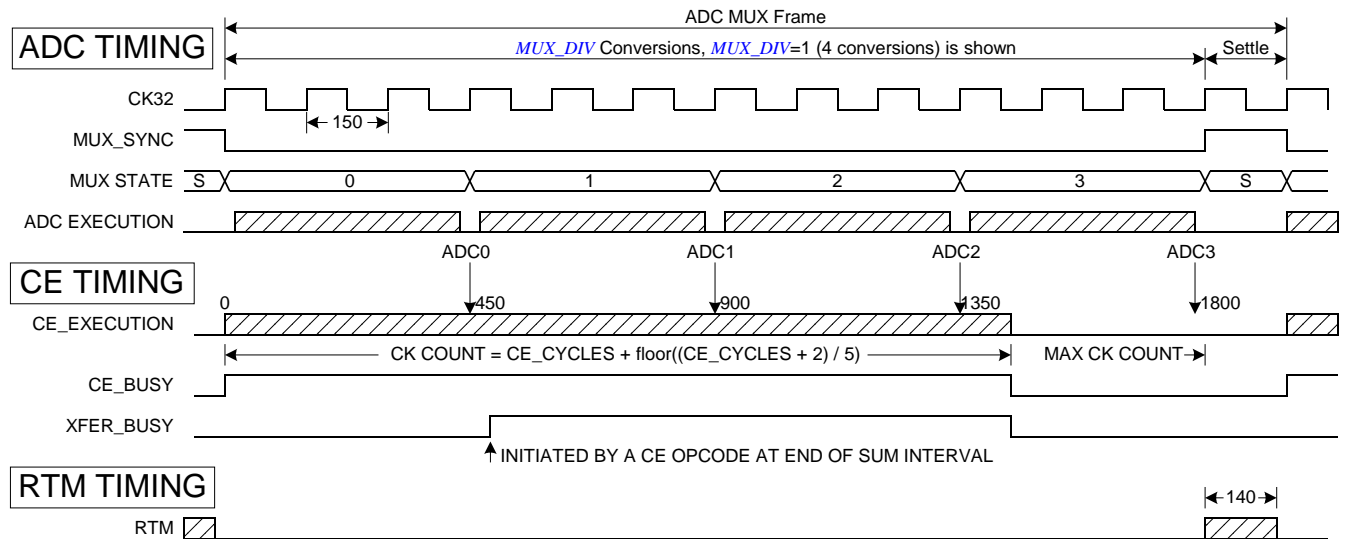 ADC MUX Frame
ADC TIMING
MUX_DIV Conversions, MUX_DIV=1 (4 conversions) is shown
Settle
CK32
150
MUX_SYNC
MUX STATE
S 0 1 2 3 S
ADC EXECUTION
ADC0 ADC1 ADC2 ADC3
CE TIMING
0 450 900 1350 1800
CE_EXECUTION
CK COUNT = CE_CYCLES + floor((CE_CYCLES + 2) / 5)
MAX CK COUNT
CE_BUSY
XFER_BUSY
INITIATED BY A CE OPCODE AT END OF SUM INTERVAL
RTM TIMING
140
RTM